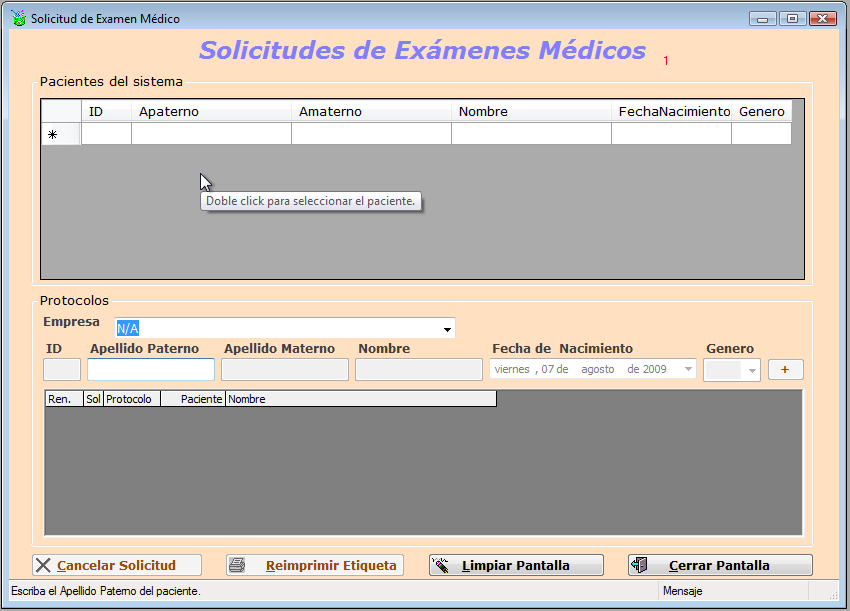 Solicitud de Examen Médico
Solicitudes de Exámenes Médicos 1
Pacientes del sistema
ID Apaterno Amaterno Nombre FechaNacimiento Genero
*
Doble click para seleccionar el paciente.
Protocolos
Empresa N/A
ID Apellido Paterno Apellido Materno Nombre Fecha de Nacimiento Genero
viernes , 07 de agosto de 2009 +
Ren. Sol Protocolo Paciente Nombre
Cancelar Solicitud Reimprimir Etiqueta Limpiar Pantalla Cerrar Pantalla
Escriba el Apellido Paterno del paciente. Mensaje